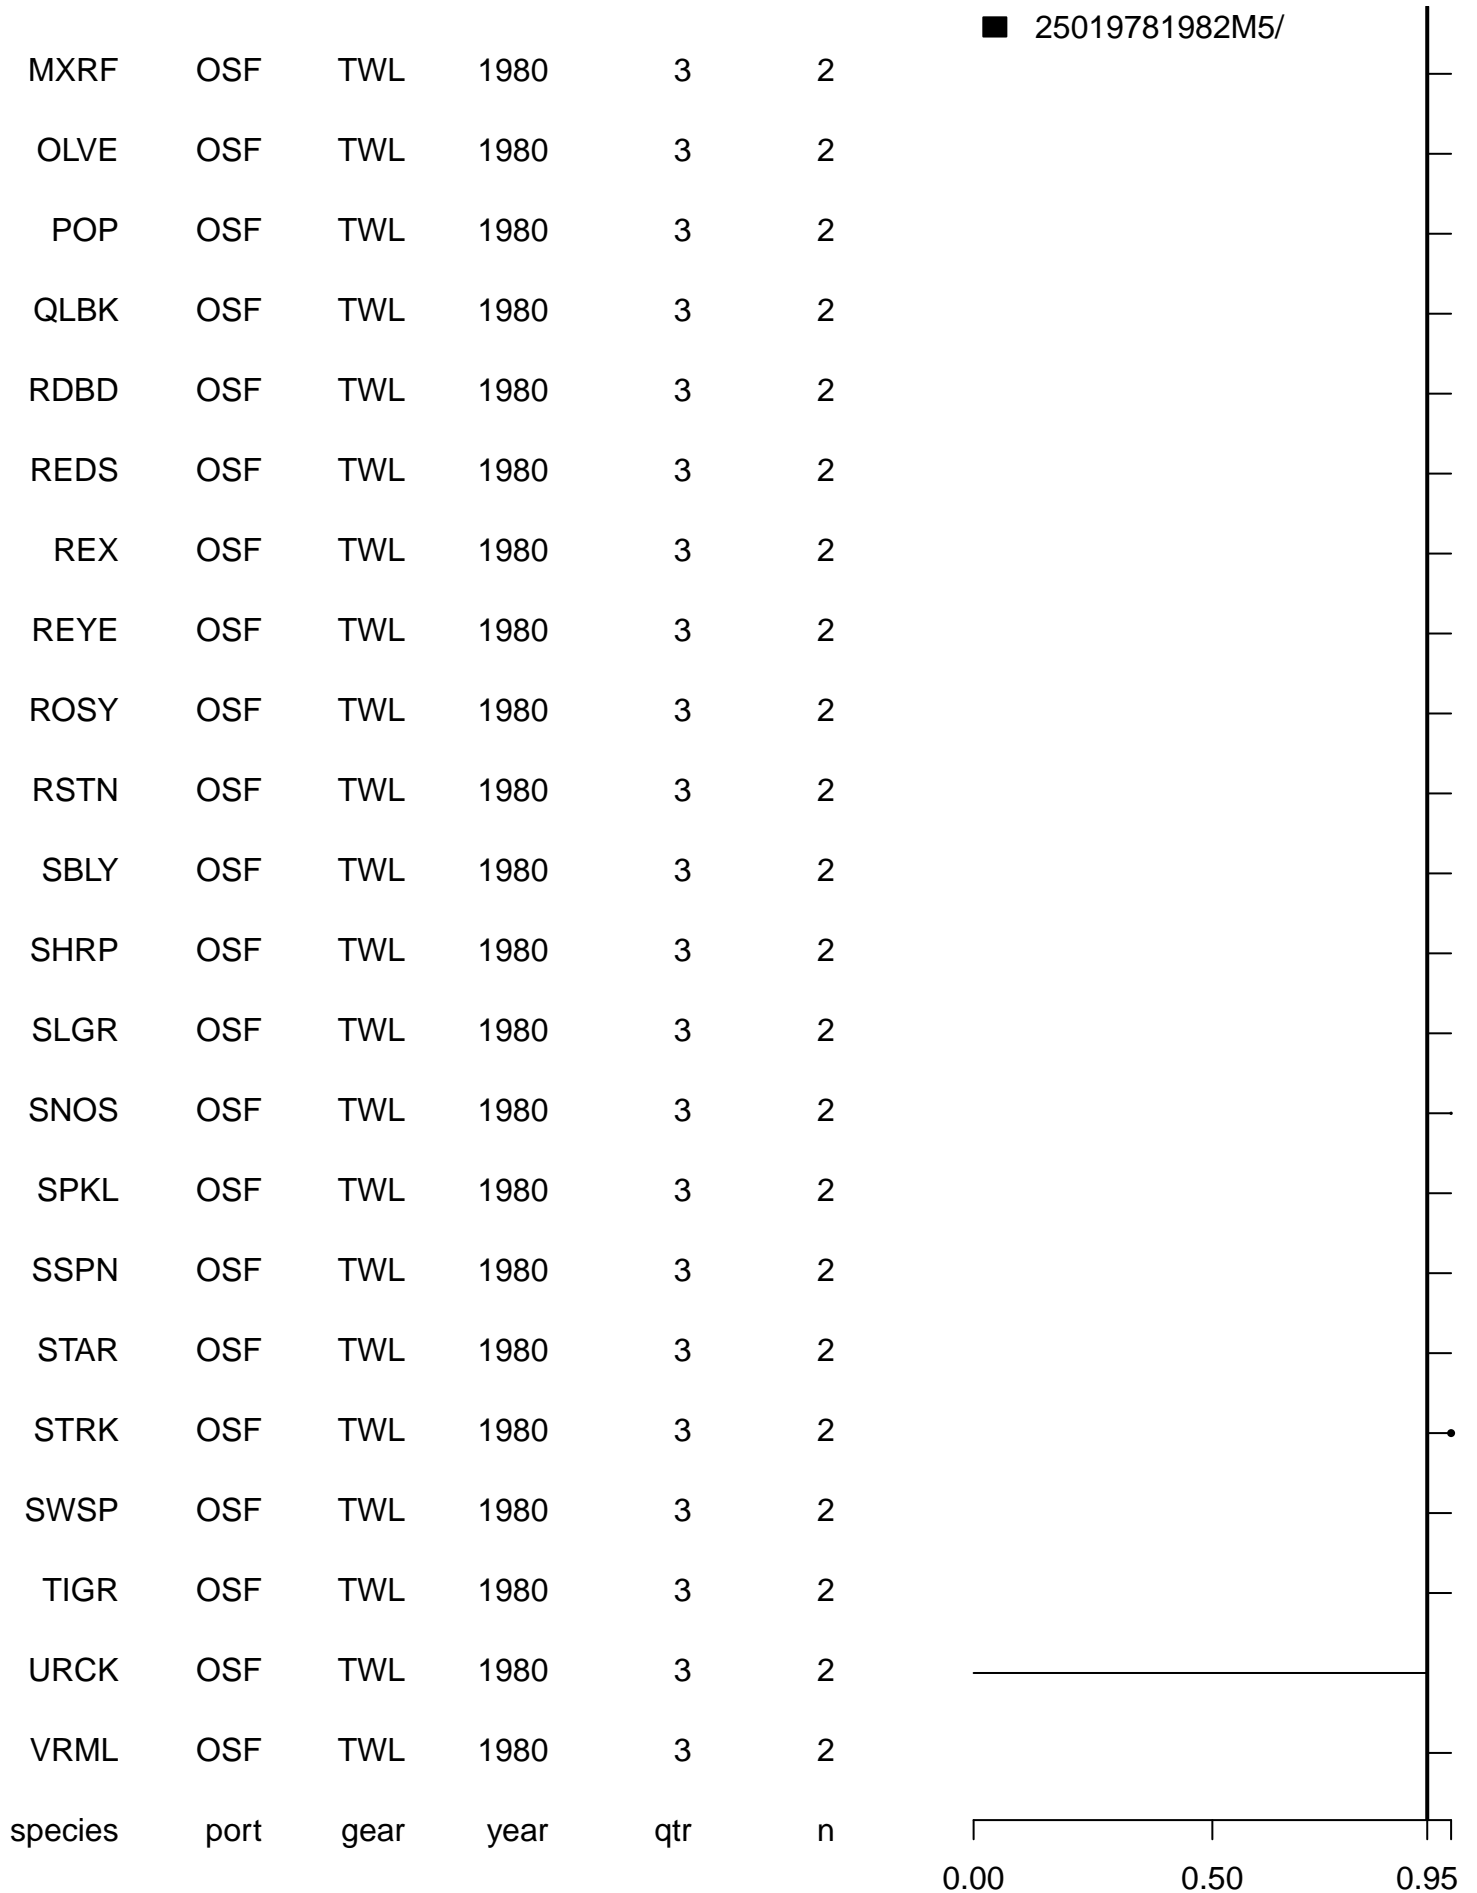 25019781982M5/
MXRF OSF TWL 1980 3 2
OLVE OSF TWL 1980 3 2
POP OSF TWL 1980 3 2
QLBK OSF TWL 1980 3 2
RDBD OSF TWL 1980 3 2
REDS OSF TWL 1980 3 2
REX OSF TWL 1980 3 2
REYE OSF TWL 1980 3 2
ROSY OSF TWL 1980 3 2
RSTN OSF TWL 1980 3 2
SBLY OSF TWL 1980 3 2
SHRP OSF TWL 1980 3 2
SLGR OSF TWL 1980 3 2
SNOS OSF TWL 1980 3 2
SPKL OSF TWL 1980 3 2
SSPN OSF TWL 1980 3 2
STAR OSF TWL 1980 3 2
STRK OSF TWL 1980 3 2
SWSP OSF TWL 1980 3 2
TIGR OSF TWL 1980 3 2
URCK OSF TWL 1980 3 2
VRML OSF TWL 1980 3 2
species port gear year qtr n
0.00 0.50 0.95